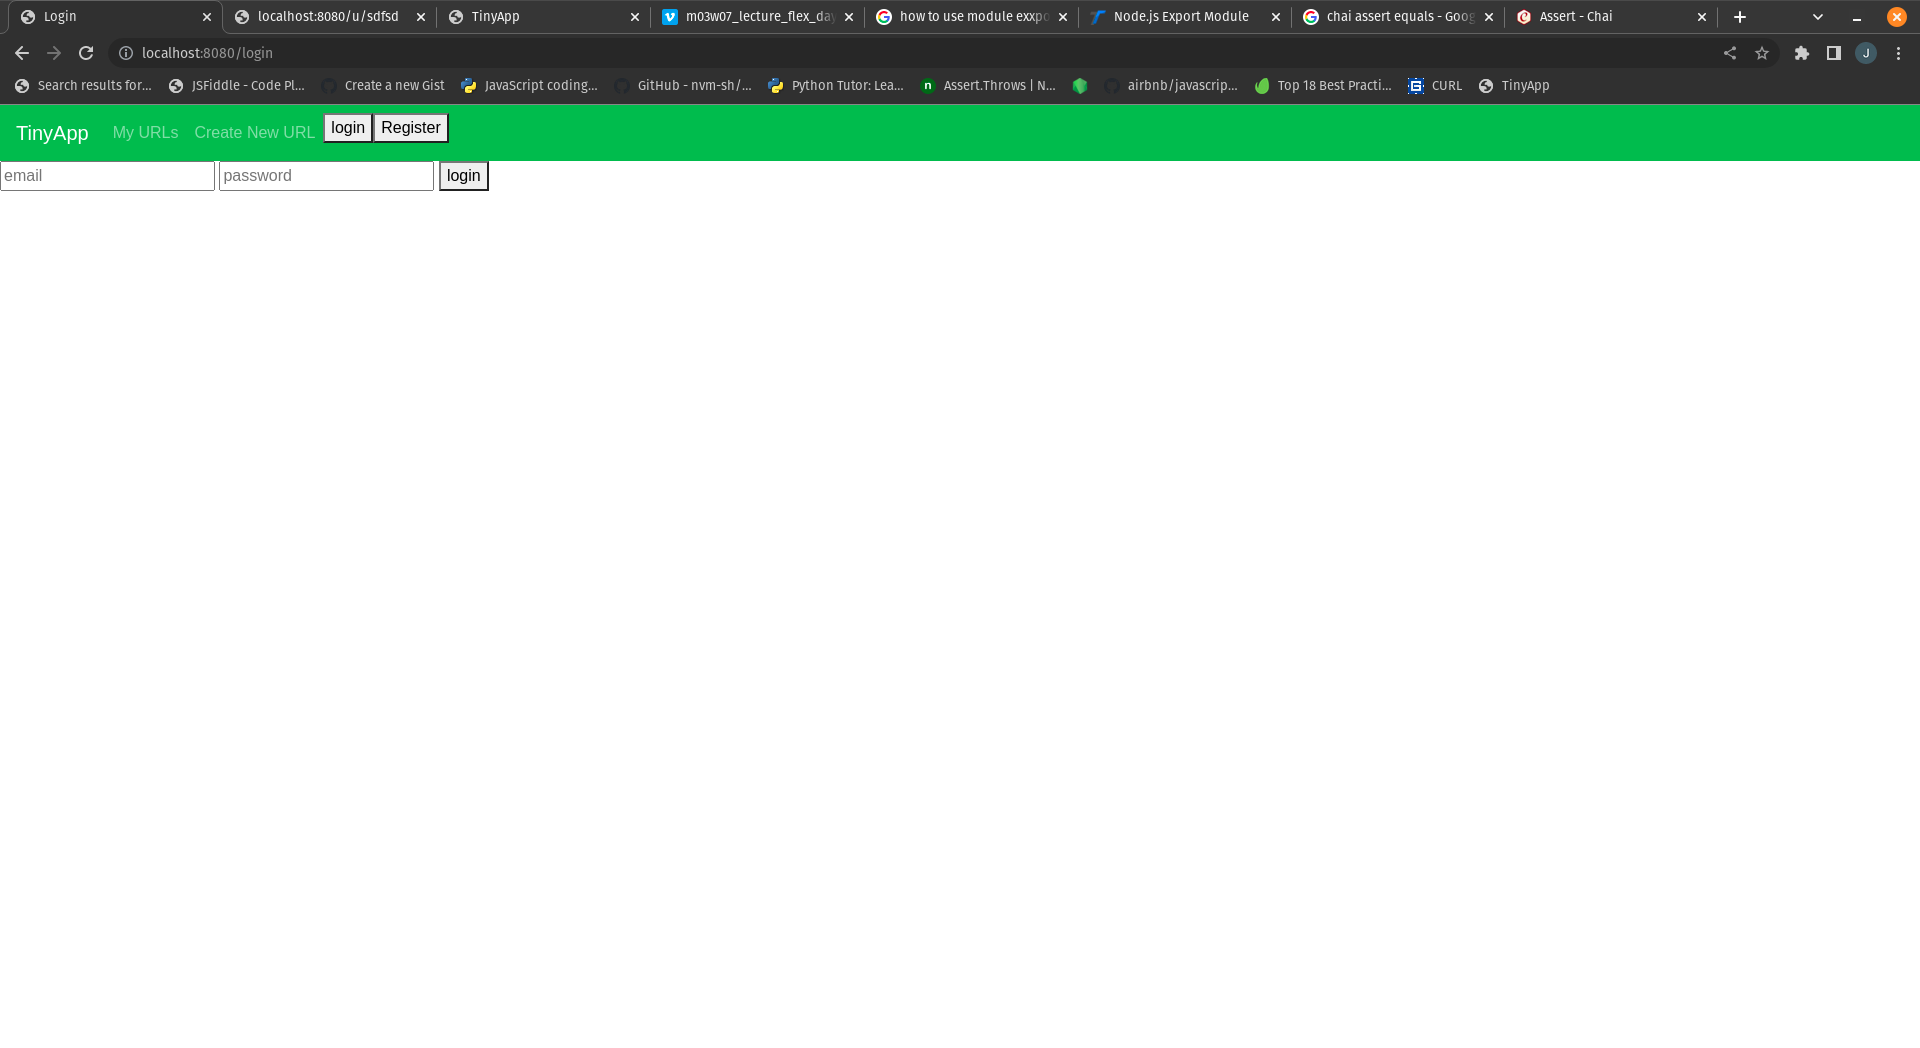 Login localhost:8080/u/sdfsd TinyApp m03w07_lecture_flex_day how to use module exxpo Node.js Export Module chai assert equals - Goog Assert - Chai
localhost:8080/login J
Search results for... JSFiddle - Code Pl... Create a new Gist JavaScript coding... GitHub - nvm-sh/... Python Tutor: Lea... n Assert.Throws | N... airbnb/javascrip... Top 18 Best Practi... CURL TinyApp
TinyApp My URLs Create New URL login Register
email password login